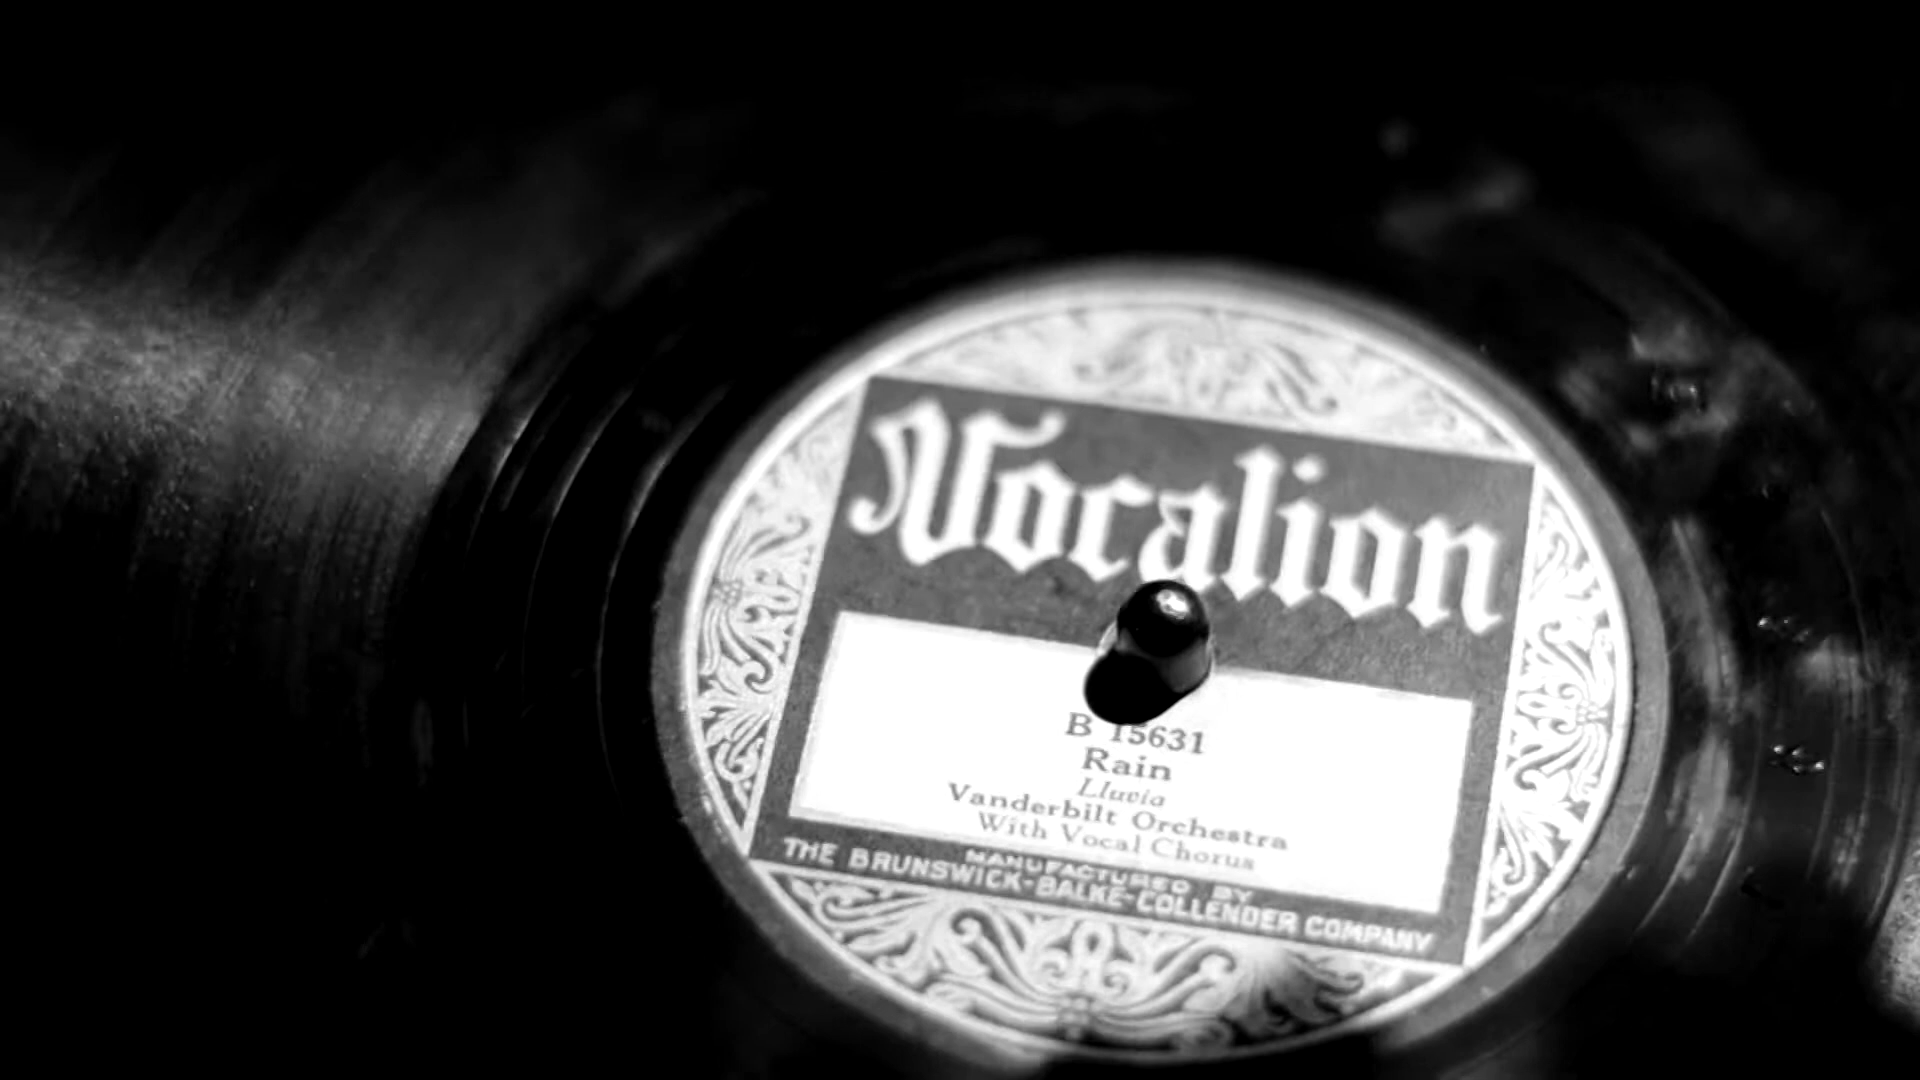 Vocalion
B 15631
Rain
Lluvia
Vanderbilt Orchestra
With Vocal Chorus
MANUFACTURED BY
THE BRUNSWICK-BALKE-COLLENDER COMPANY